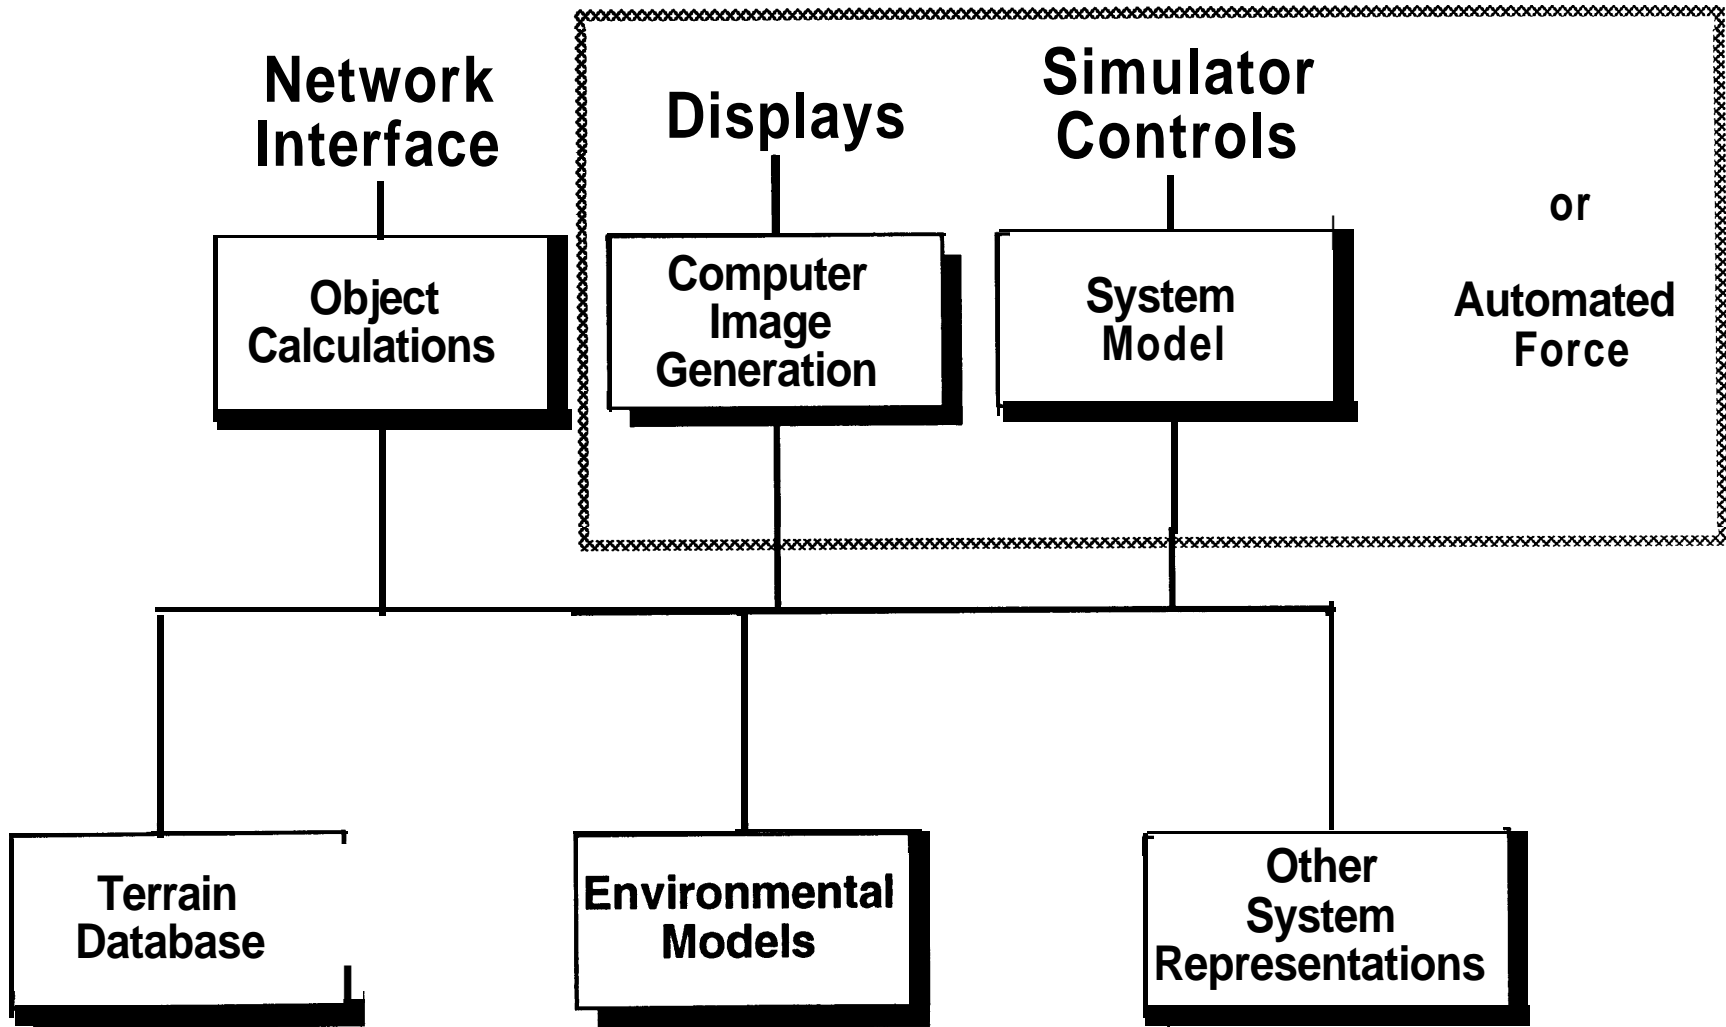 Network
Interface
Displays
Simulator
Controls
Object
Calculations
Computer
Image
Generation
System
Model
or
Automated
Force
Terrain
Database
Environmental
Models
Other
System
Representations